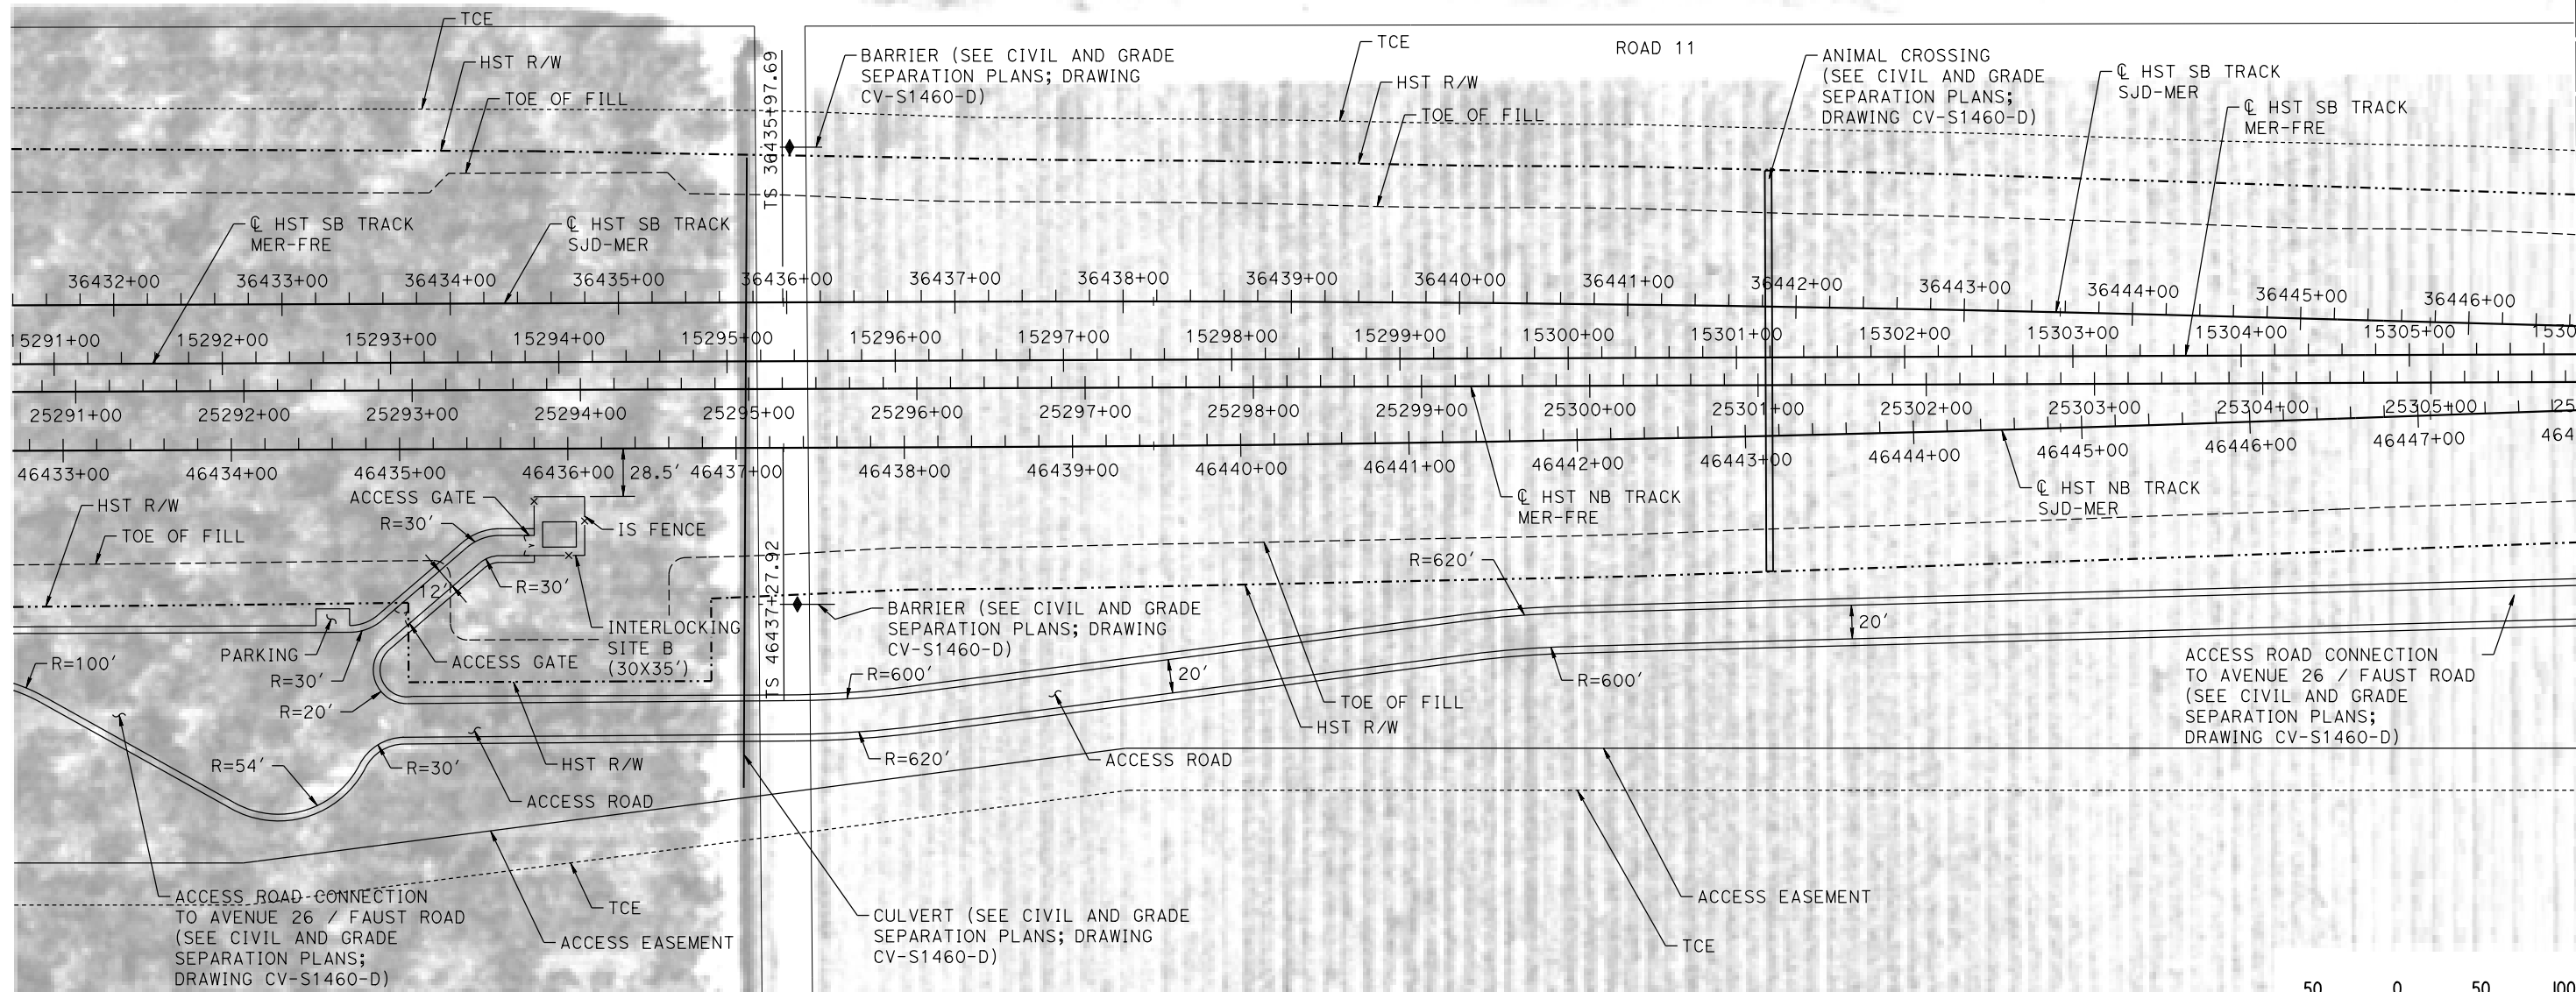 TCE
HST R/W
TOE OF FILL
TS 36435+97.69
BARRIER (SEE CIVIL AND GRADE
SEPARATION PLANS; DRAWING
CV-S1460-D)
TCE
HST R/W
TOE OF FILL
ROAD 11
ANIMAL CROSSING
(SEE CIVIL AND GRADE
SEPARATION PLANS;
DRAWING CV-S1460-D)
℄ HST SB TRACK
SJD-MER
℄ HST SB TRACK
MER-FRE
℄ HST SB TRACK
MER-FRE
℄ HST SB TRACK
SJD-MER
36432+00 36433+00 36434+00 36435+00 36436+00 36437+00 36438+00 36439+00 36440+00 36441+00 36442+00 36443+00 36444+00 36445+00 36446+00
15291+00 15292+00 15293+00 15294+00 15295+00 15296+00 15297+00 15298+00 15299+00 15300+00 15301+00 15302+00 15303+00 15304+00 15305+00 1530
25291+00 25292+00 25293+00 25294+00 25295+00 25296+00 25297+00 25298+00 25299+00 25300+00 25301+00 25302+00 25303+00 25304+00 25305+00 25
46433+00 46434+00 46435+00 46436+00 46437+00 46438+00 46439+00 46440+00 46441+00 46442+00 46443+00 46444+00 46445+00 46446+00 46447+00 464
28.5'
HST R/W
TOE OF FILL
ACCESS GATE
R=30'
IS FENCE
12'
R=30'
INTERLOCKING
SITE B
(30X35')
PARKING
R=30'
ACCESS GATE
R=100'
R=20'
R=54'
R=30'
HST R/W
ACCESS ROAD
TS 46437+27.92
BARRIER (SEE CIVIL AND GRADE
SEPARATION PLANS; DRAWING
CV-S1460-D)
℄ HST NB TRACK
MER-FRE
℄ HST NB TRACK
SJD-MER
R=620'
R=600'
20'
R=620'
R=600'
20'
TOE OF FILL
HST R/W
ACCESS ROAD
ACCESS ROAD CONNECTION
TO AVENUE 26 / FAUST ROAD
(SEE CIVIL AND GRADE
SEPARATION PLANS;
DRAWING CV-S1460-D)
ACCESS ROAD CONNECTION
TO AVENUE 26 / FAUST ROAD
(SEE CIVIL AND GRADE
SEPARATION PLANS;
DRAWING CV-S1460-D)
TCE
ACCESS EASEMENT
CULVERT (SEE CIVIL AND GRADE
SEPARATION PLANS; DRAWING
CV-S1460-D)
ACCESS EASEMENT
TCE
50 0 50 100